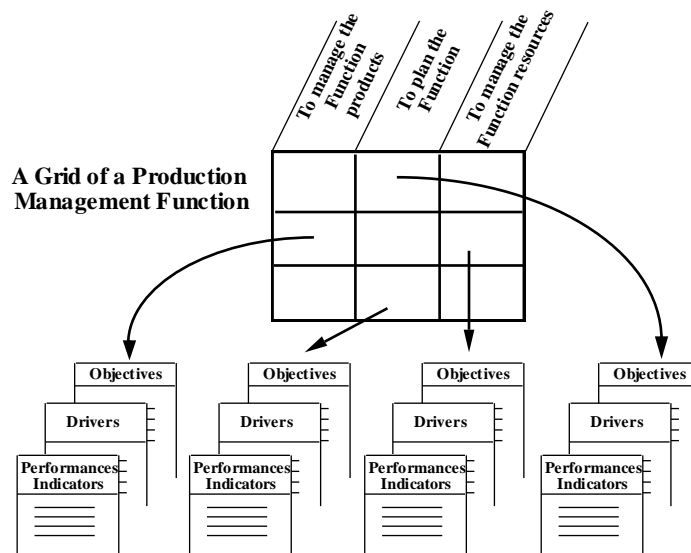 To manage the
Function
products
To plan the
Function
To manage the
Function resources
A Grid of a Production
Management Function
Objectives
Objectives
Objectives
Objectives
Drivers
Drivers
Drivers
Drivers
Performances
Indicators
Performances
Indicators
Performances
Indicators
Performances
Indicators